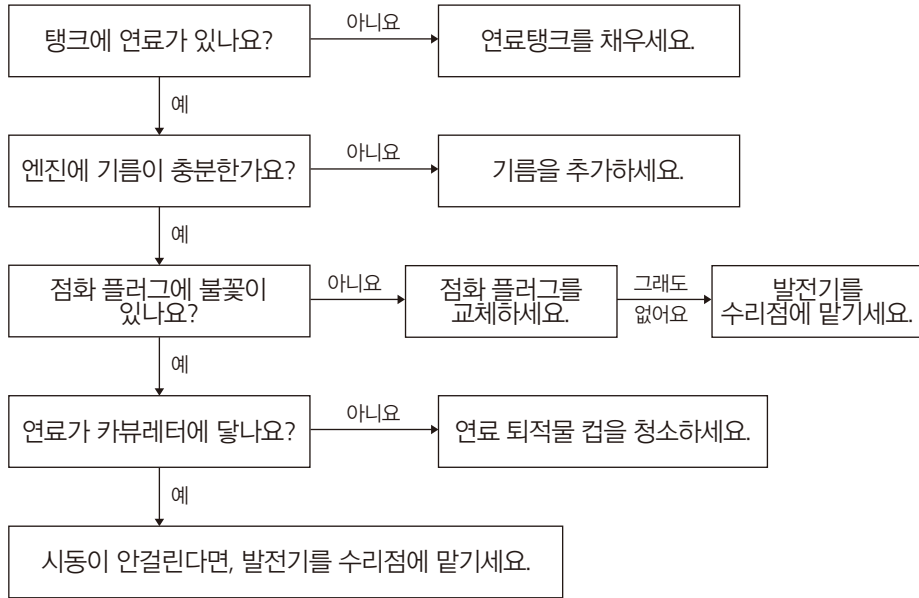 탱크에 연료가 있나요?
아니요
연료탱크를 채우세요.
예
엔진에 기름이 충분한가요?
아니요
기름을 추가하세요.
예
점화 플러그에 불꽃이
있나요?
아니요
점화 플러그를
교체하세요.
그래도
없어요
발전기를
수리점에 맡기세요.
예
연료가 카뷰레터에 닿나요?
아니요
연료 퇴적물 컵을 청소하세요.
예
시동이 안걸린다면, 발전기를 수리점에 맡기세요.